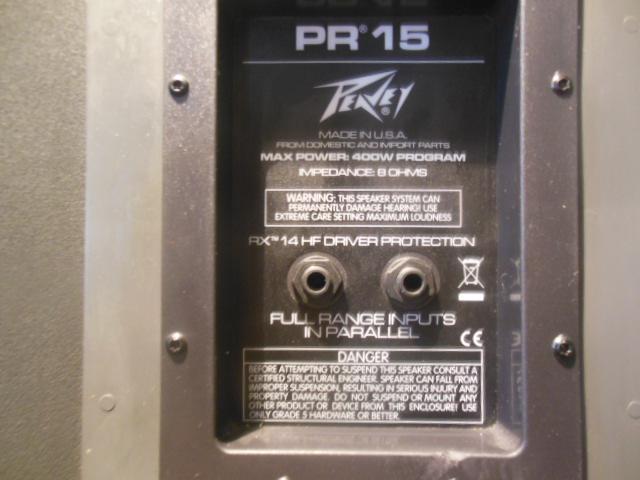 PR® 15
PEAVEY®
MADE IN U.S.A.
FROM DOMESTIC AND IMPORT PARTS
MAX POWER: 400W PROGRAM
IMPEDANCE: 8 OHMS
WARNING: THIS SPEAKER SYSTEM CAN
PERMANENTLY DAMAGE HEARING! USE
EXTREME CARE SETTING MAXIMUM LOUDNESS
RX™ 14 HF DRIVER PROTECTION
FULL RANGE INPUTS
IN PARALLEL
CE
DANGER
BEFORE ATTEMPTING TO SUSPEND THIS SPEAKER CONSULT A
CERTIFIED STRUCTURAL ENGINEER. SPEAKER CAN FALL FROM
IMPROPER SUSPENSION, RESULTING IN SERIOUS INJURY AND
PROPERTY DAMAGE. DO NOT SUSPEND OR MOUNT ANY
OTHER PRODUCT OR DEVICE FROM THIS ENCLOSURE! USE
ONLY GRADE 5 HARDWARE OR BETTER.